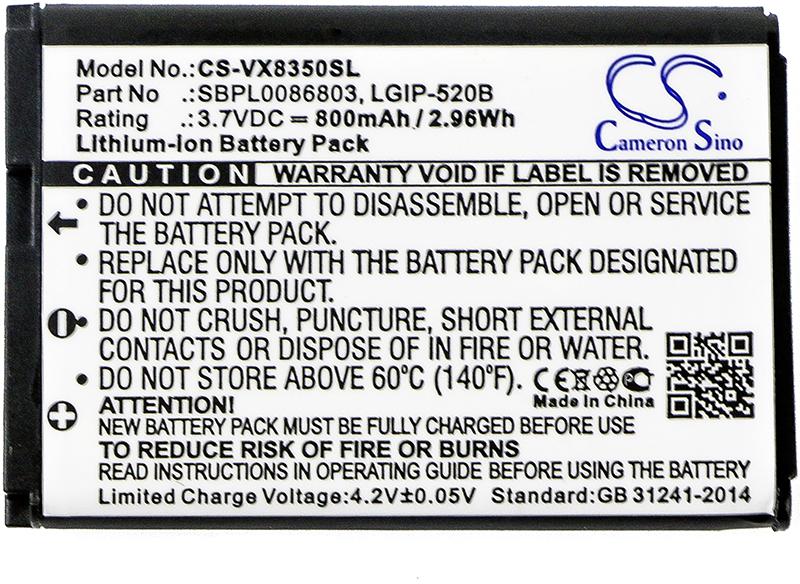 Model No.: CS-VX8350SL
Part No : SBPL0086803, LGIP-520B
Rating : 3.7VDC ⎓ 800mAh / 2.96Wh
Lithium-Ion Battery Pack
CS
Cameron Sino
CAUTION WARRANTY VOID IF LABEL IS REMOVED
• DO NOT ATTEMPT TO DISASSEMBLE, OPEN OR SERVICE
THE BATTERY PACK.
• REPLACE ONLY WITH THE BATTERY PACK DESIGNATED
FOR THIS PRODUCT.
• DO NOT CRUSH, PUNCTURE, SHORT EXTERNAL
CONTACTS OR DISPOSE OF IN FIRE OR WATER.
• DO NOT STORE ABOVE 60°C (140°F).
CE
Made In China
ATTENTION!
NEW BATTERY PACK MUST BE FULLY CHARGED BEFORE USE
TO REDUCE RISK OF FIRE OR BURNS
READ INSTRUCTIONS IN OPERATING GUIDE BEFORE USING THE BATTERY
Limited Charge Voltage:4.2V±0.05V Standard:GB 31241-2014